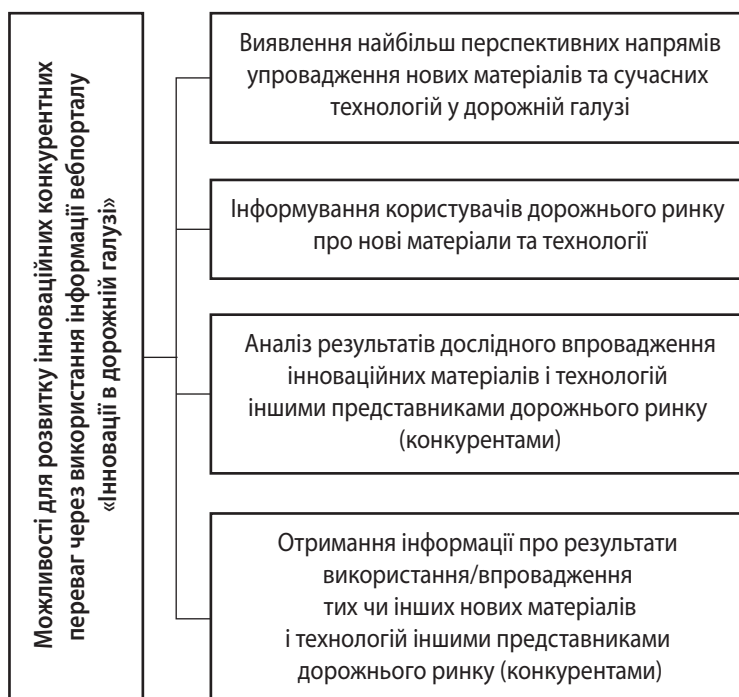 Можливості для розвитку інноваційних конкурентних
переваг через використання інформації вебпорталу
«Інновації в дорожній галузі»
Виявлення найбільш перспективних напрямів
упровадження нових матеріалів та сучасних
технологій у дорожній галузі
Інформування користувачів дорожнього ринку
про нові матеріали та технології
Аналіз результатів дослідного впровадження
інноваційних матеріалів і технологій
іншими представниками дорожнього ринку
(конкурентами)
Отримання інформації про результати
використання/впровадження
тих чи інших нових матеріалів
і технологій іншими представниками
дорожнього ринку (конкурентами)